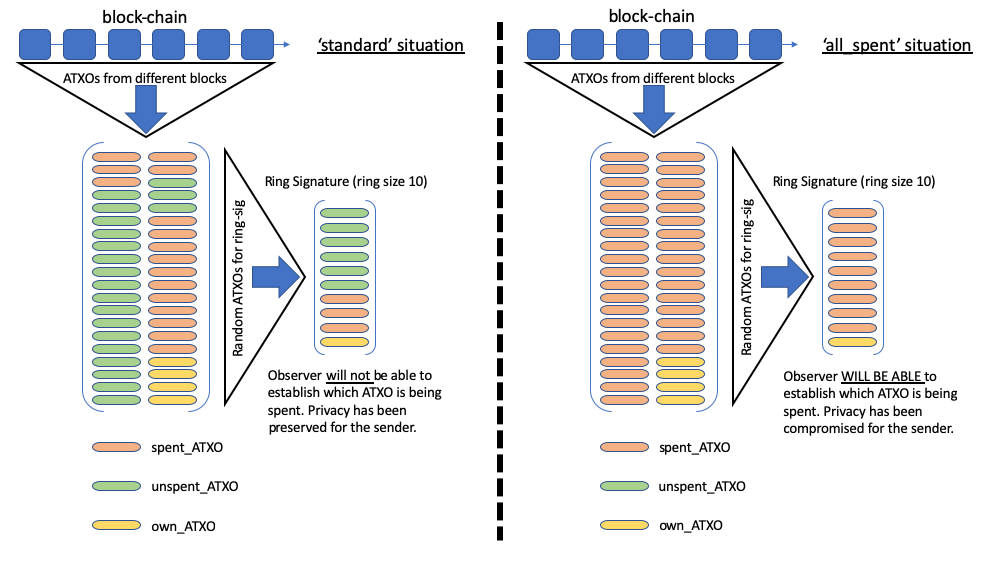 block-chain
'standard' situation
ATXOs from different blocks
Random ATXOs for ring-sig
Ring Signature (ring size 10)
Observer will not be able to
establish which ATXO is being
spent. Privacy has been
preserved for the sender.
spent_ATXO
unspent_ATXO
own_ATXO
block-chain
'all_spent' situation
ATXOs from different blocks
Random ATXOs for ring-sig
Ring Signature (ring size 10)
Observer WILL BE ABLE to
establish which ATXO is being
spent. Privacy has been
compromised for the sender.
spent_ATXO
unspent_ATXO
own_ATXO